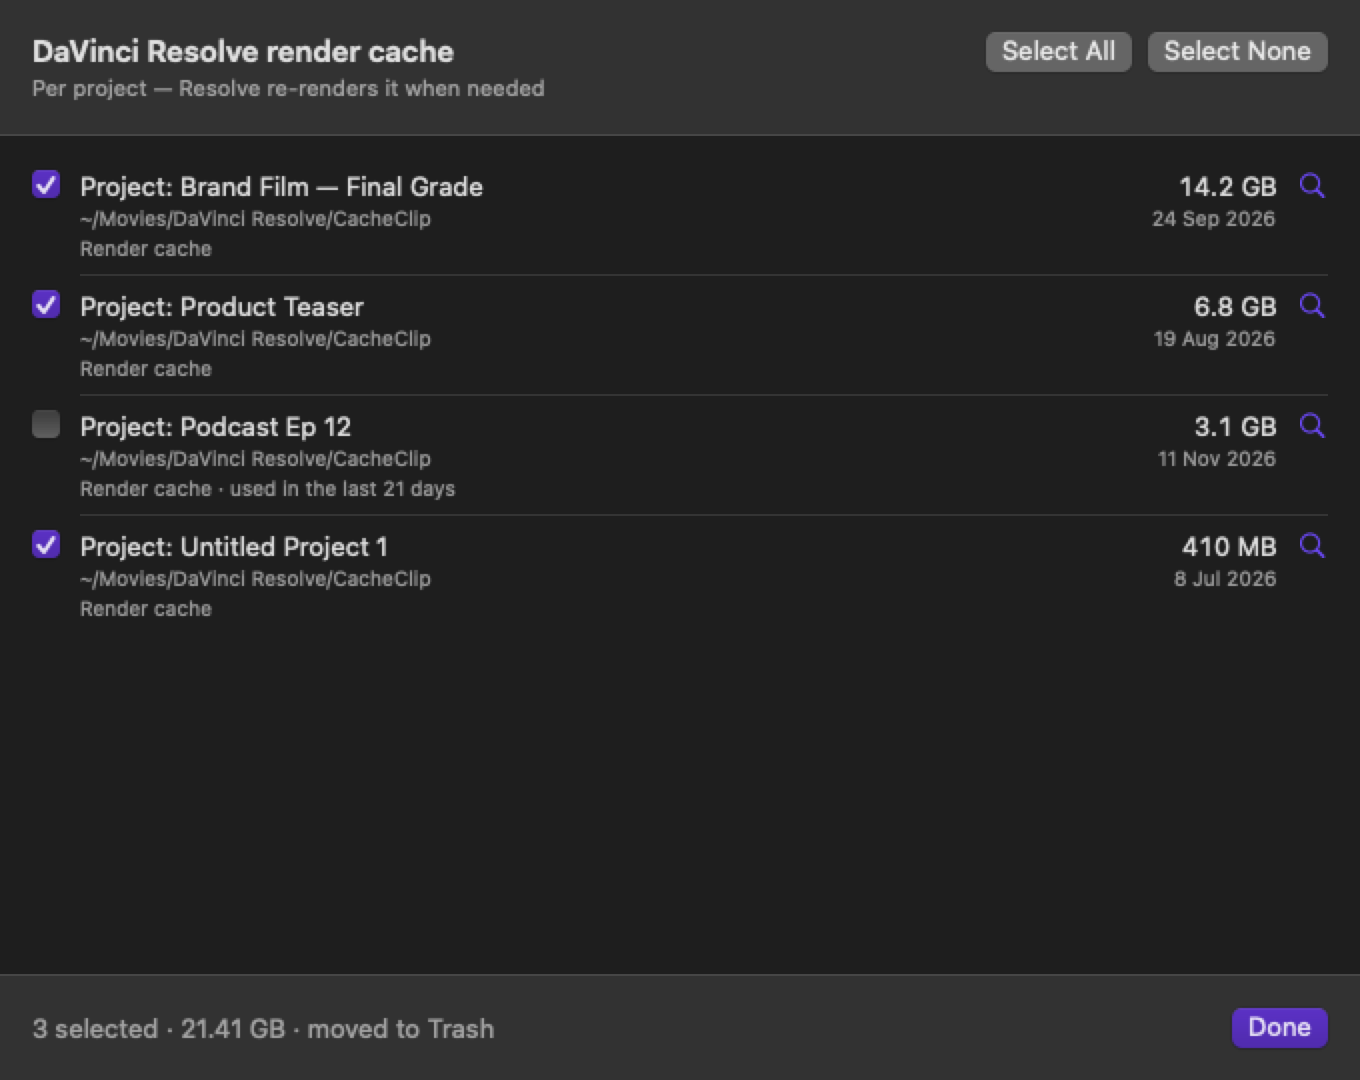 DaVinci Resolve render cache
Per project — Resolve re-renders it when needed
Select All
Select None
Project: Brand Film — Final Grade
14.2 GB
~/Movies/DaVinci Resolve/CacheClip
24 Sep 2026
Render cache
Project: Product Teaser
6.8 GB
~/Movies/DaVinci Resolve/CacheClip
19 Aug 2026
Render cache
Project: Podcast Ep 12
3.1 GB
~/Movies/DaVinci Resolve/CacheClip
11 Nov 2026
Render cache · used in the last 21 days
Project: Untitled Project 1
410 MB
~/Movies/DaVinci Resolve/CacheClip
8 Jul 2026
Render cache
3 selected · 21.41 GB · moved to Trash
Done